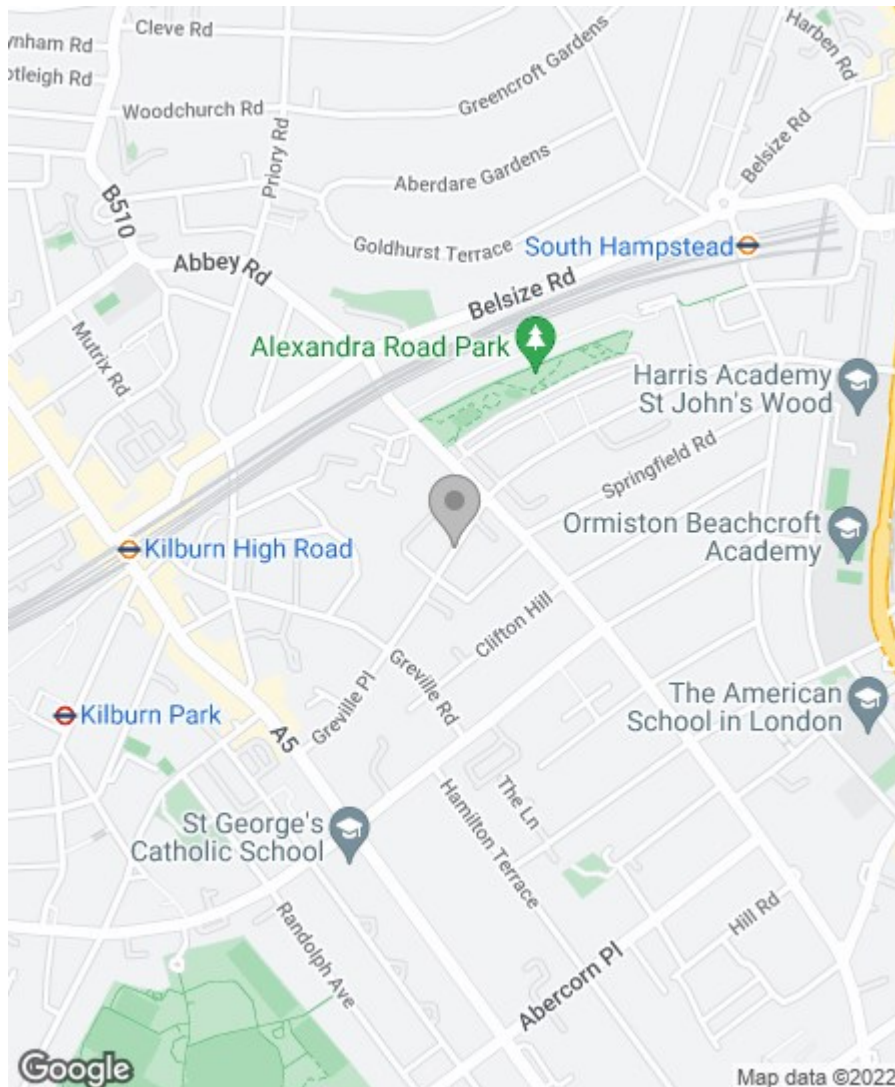 Cleve Rd
ynham Rd
otleigh Rd
Woodchurch Rd
Priory Rd
Greencroft Gardens
Harben Rd
Belsize Rd
Aberdare Gardens
B510
Goldhurst Terrace
South Hampstead
Abbey Rd
Belsize Rd
Mutrix Rd
Alexandra Road Park
Harris Academy
St John's Wood
Springfield Rd
Ormiston Beachcroft
Academy
Kilburn High Road
Clifton Hill
Greville Pl
Greville Rd
The American
School in London
Kilburn Park
A5
The Ln
Hamilton Terrace
St George's
Catholic School
Randolph Ave
Hill Rd
Abercorn Pl
Google
Map data ©2022